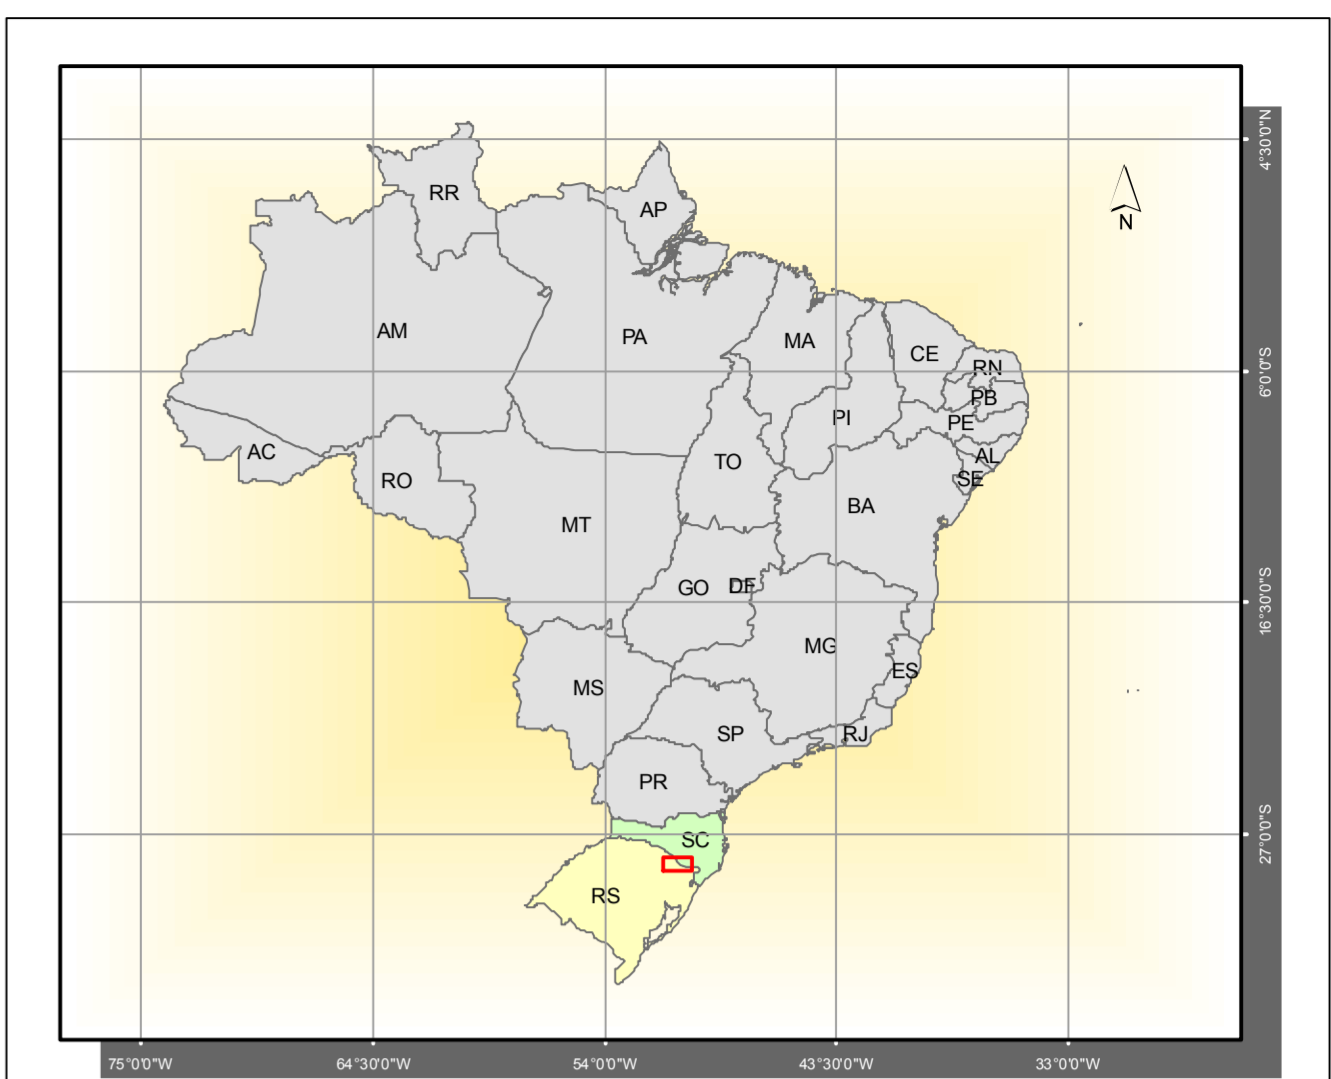 4°30'0"N
RR
N
AP
AM
PA
MA
CE
RN
6°0'0"S
PB
PI
PE
AC
AL
TO
RO
SE
BA
MT
GO
DF
16°30'0"S
MG
ES
MS
SP
RJ
PR
SC
27°0'0"S
RS
75°0'0"W 64°30'0"W 54°0'0"W 43°30'0"W 33°0'0"W